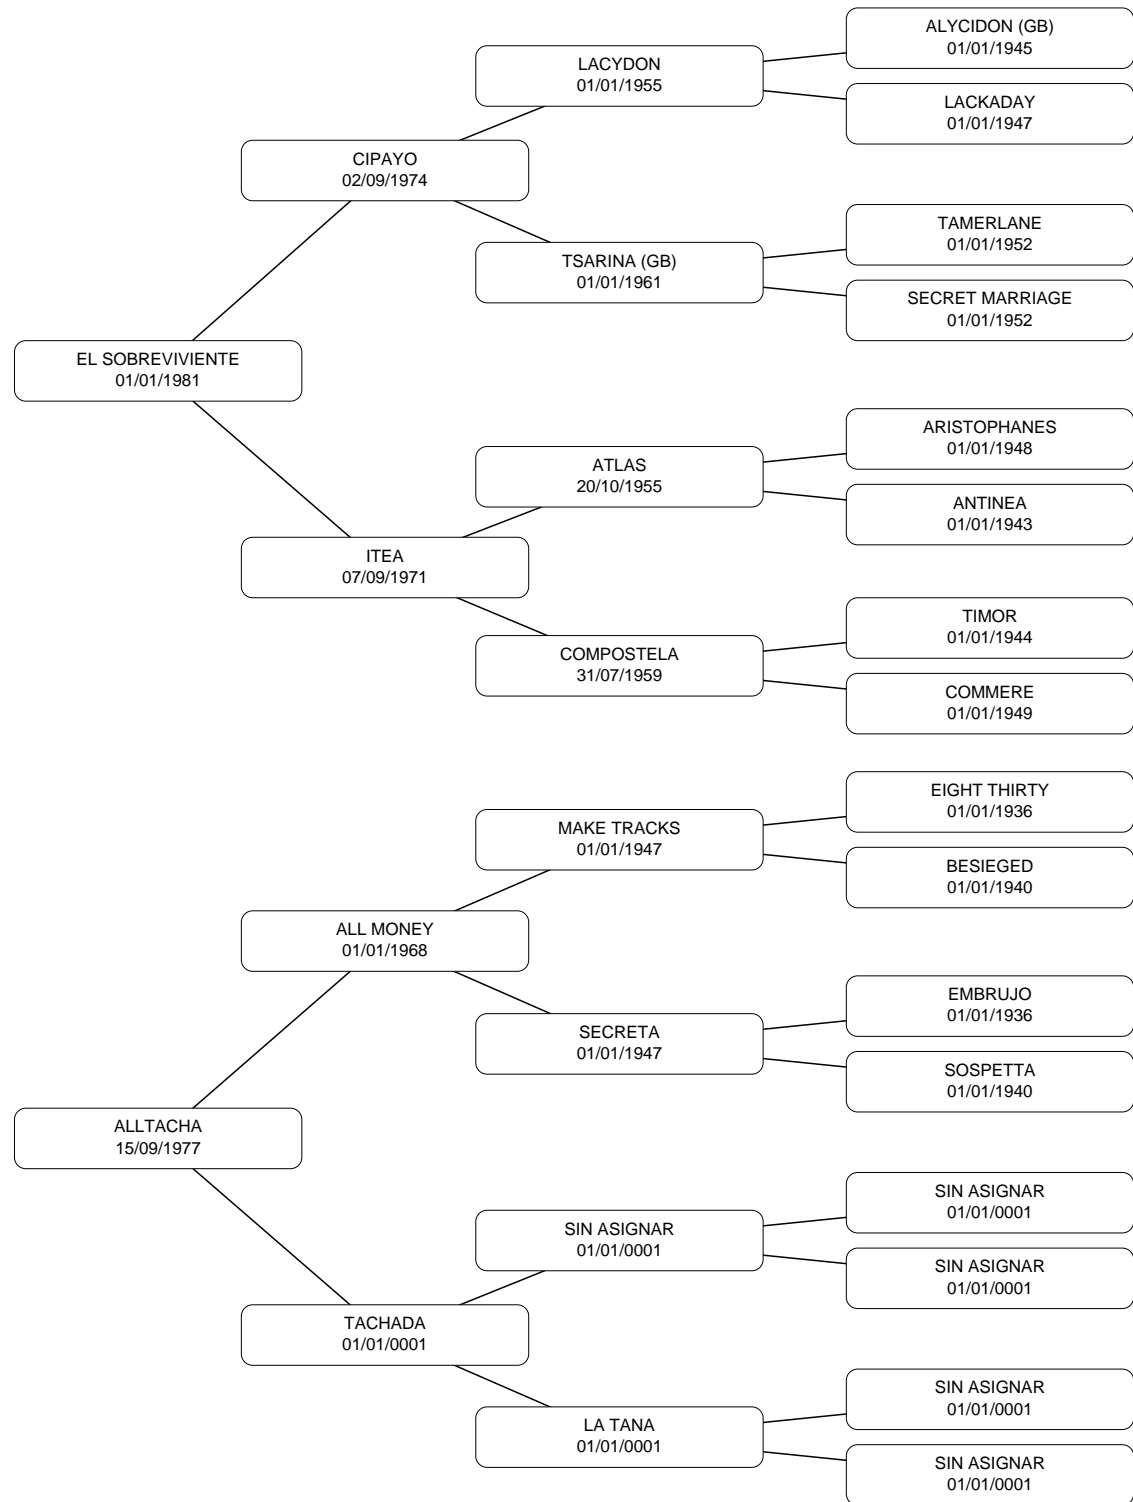 ALYCIDON (GB)
01/01/1945
LACYDON
01/01/1955
LACKADAY
01/01/1947
CIPAYO
02/09/1974
TAMERLANE
01/01/1952
TSARINA (GB)
01/01/1961
SECRET MARRIAGE
01/01/1952
EL SOBREVIVIENTE
01/01/1981
ARISTOPHANES
01/01/1948
ATLAS
20/10/1955
ANTINEA
01/01/1943
ITEA
07/09/1971
TIMOR
01/01/1944
COMPOSTELA
31/07/1959
COMMERE
01/01/1949
EIGHT THIRTY
01/01/1936
MAKE TRACKS
01/01/1947
BESIEGED
01/01/1940
ALL MONEY
01/01/1968
EMBRUJO
01/01/1936
SECRETA
01/01/1947
SOSPETTA
01/01/1940
ALLTACHA
15/09/1977
SIN ASIGNAR
01/01/0001
SIN ASIGNAR
01/01/0001
SIN ASIGNAR
01/01/0001
TACHADA
01/01/0001
SIN ASIGNAR
01/01/0001
LA TANA
01/01/0001
SIN ASIGNAR
01/01/0001